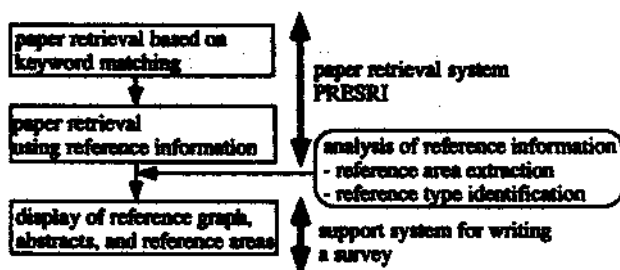 paper retrieval based on
keyword matching
paper retrieval system
PRESRI
paper retrieval
using reference information
analysis of reference information
- reference area extraction
- reference type identification
display of reference graph,
abstracts, and reference areas
support system for writing
a survey